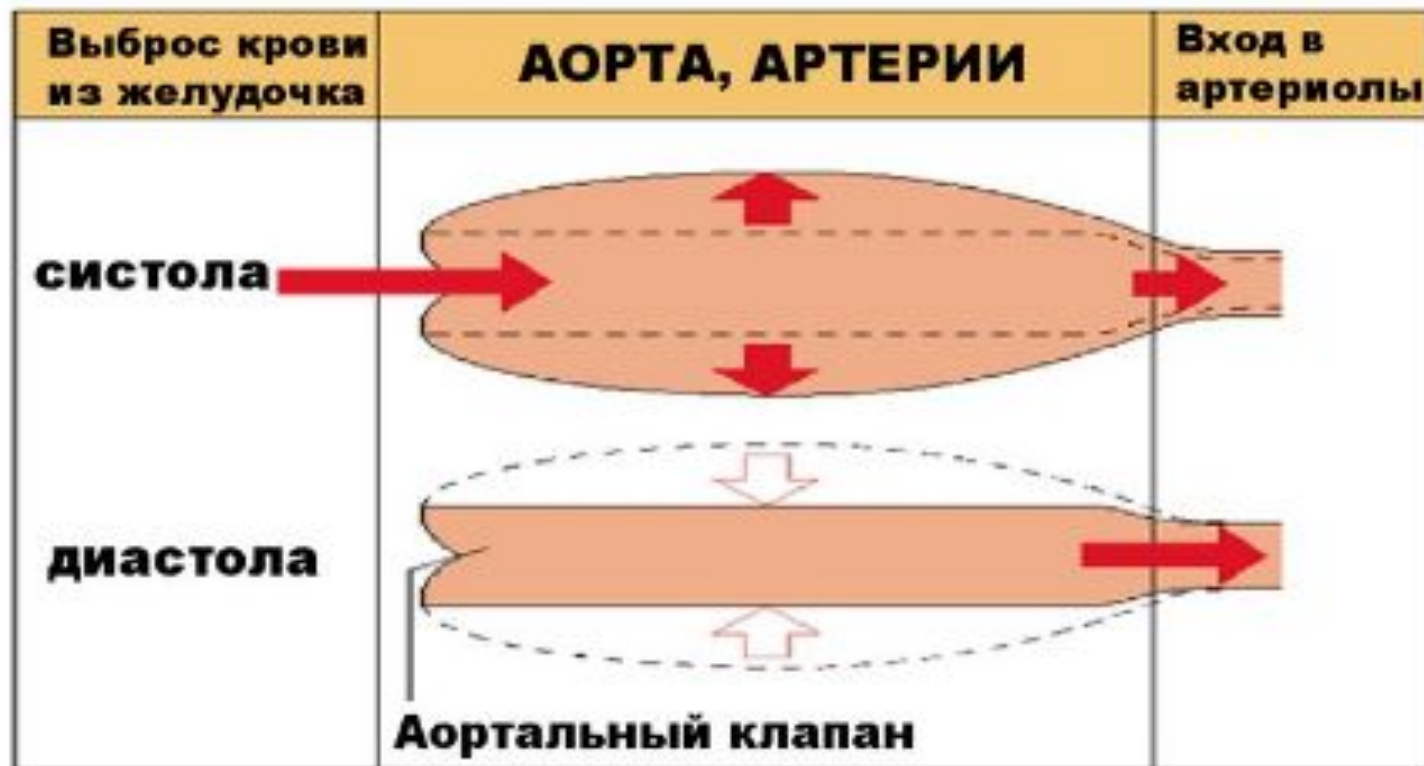 Выброс крови
из желудочка
АОРТА, АРТЕРИИ
Вход в
артериолы
систола
диастола
Аортальный клапан